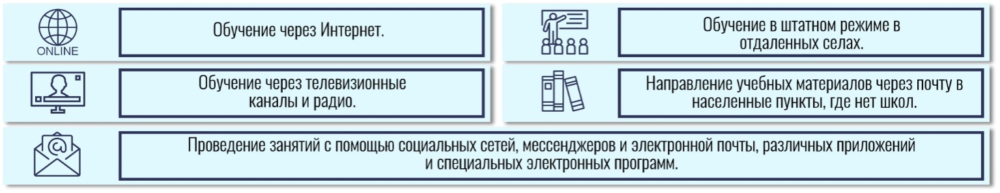 ONLINE
Обучение через Интернет.
Обучение в штатном режиме в
отдаленных селах.
Обучение через телевизионные
каналы и радио.
Направление учебных материалов через почту в
населенные пункты, где нет школ.
@
Проведение занятий с помощью социальных сетей, мессенджеров и электронной почты, различных приложений
и специальных электронных программ.